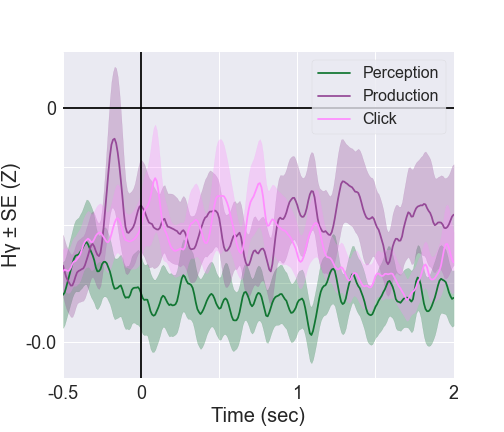 Perception
Production
Click
0
-0.0
Hγ ± SE (Z)
-0.5 0 1 2
Time (sec)